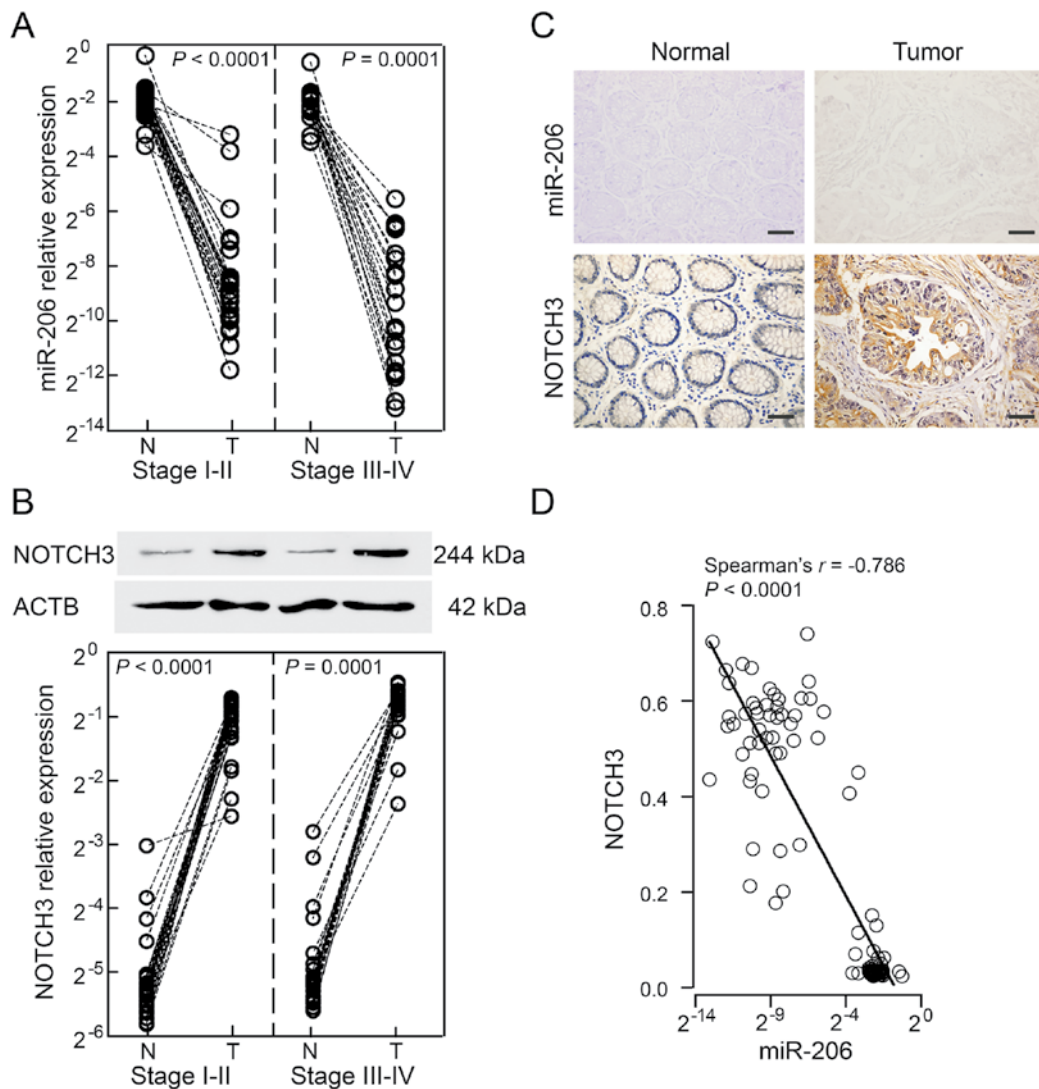 A
miR-206 relative expression
2^0
2^-2
2^-4
2^-6
2^-8
2^-10
2^-12
2^-14
P < 0.0001
P = 0.0001
N T N T
Stage I-II Stage III-IV
B
NOTCH3 244 kDa
ACTB 42 kDa
NOTCH3 relative expression
2^0
2^-1
2^-2
2^-3
2^-4
2^-5
2^-6
P < 0.0001
P = 0.0001
N T N T
Stage I-II Stage III-IV
C
Normal Tumor
miR-206
NOTCH3
D
Spearman's r = -0.786
P < 0.0001
NOTCH3
0.8
0.6
0.4
0.2
0.0
2^-14 2^-9 2^-4 2^0
miR-206